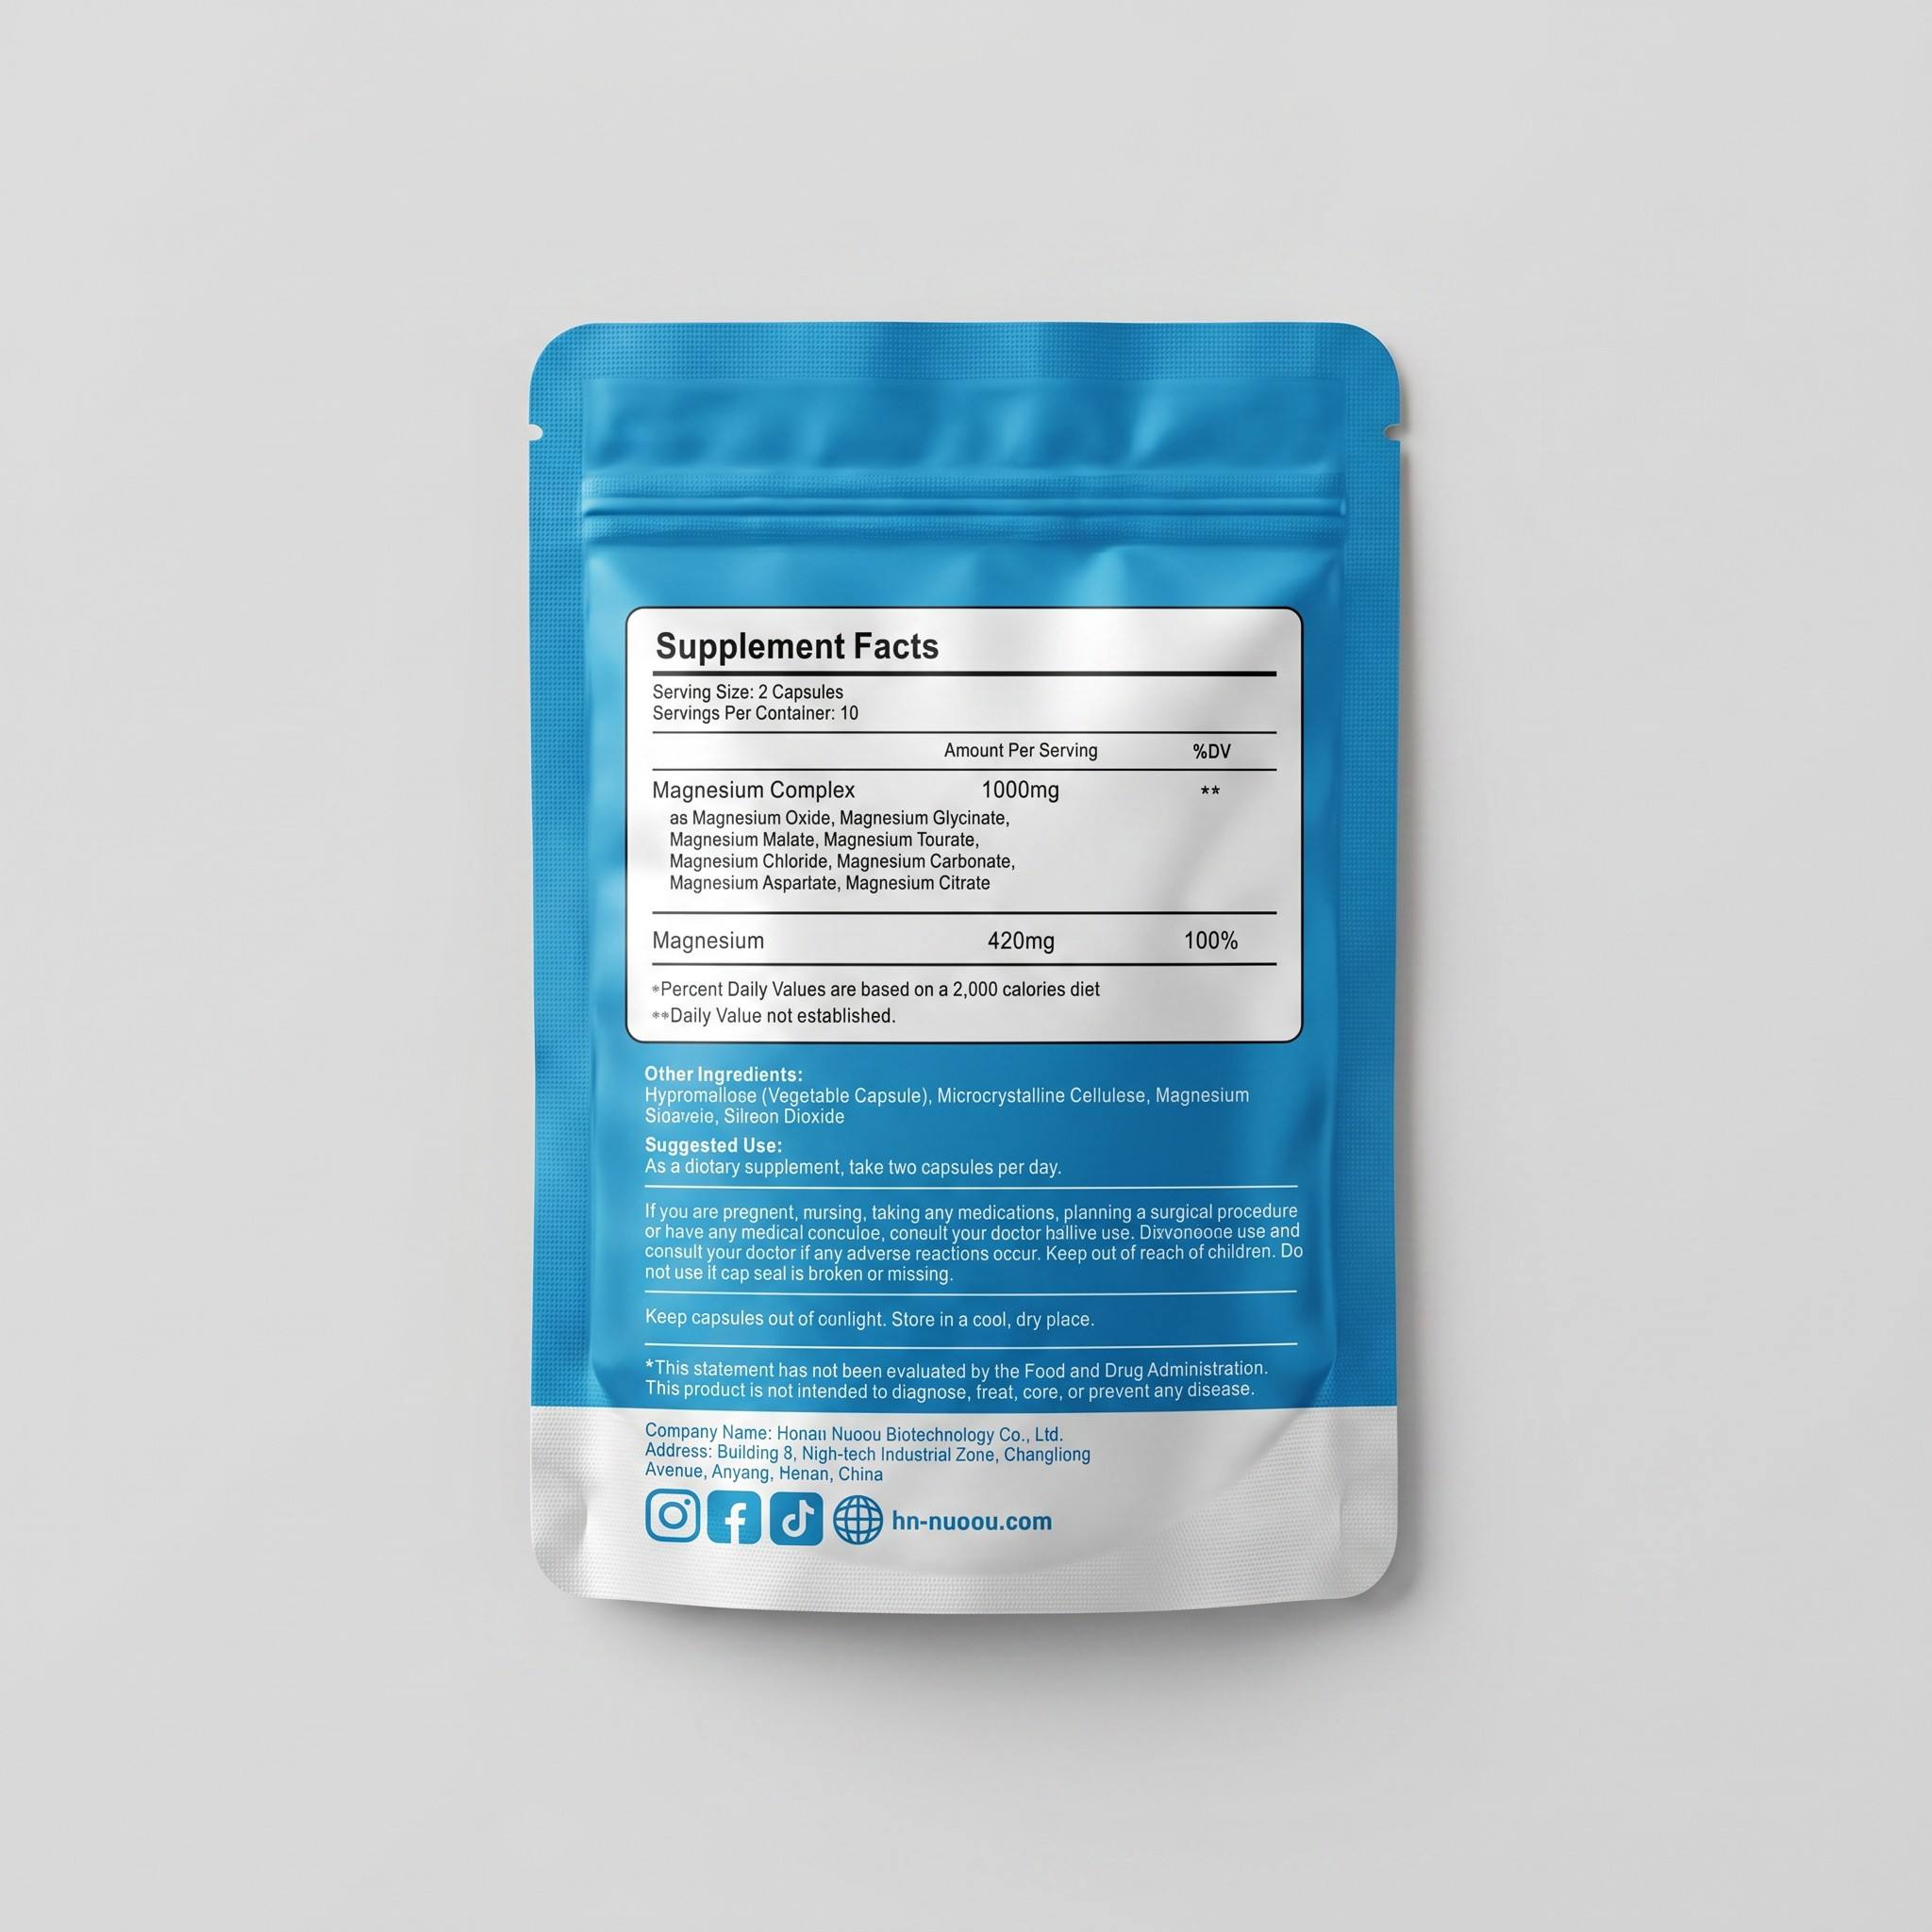 Supplement Facts
Serving Size: 2 Capsules
Servings Per Container: 10
Amount Per Serving %DV
Magnesium Complex 1000mg **
as Magnesium Oxide, Magnesium Glycinate,
Magnesium Malate, Magnesium Tourate,
Magnesium Chloride, Magnesium Carbonate,
Magnesium Aspartate, Magnesium Citrate
Magnesium 420mg 100%
*Percent Daily Values are based on a 2,000 calories diet
**Daily Value not established.
Other Ingredients:
Hypromallose (Vegetable Capsule), Microcrystalline Cellulese, Magnesium
Silreon Dioxide
Suggested Use:
As a diotary supplement, take two capsules per day.
If you are pregnent, mursing, taking any medications, planning a surgical procedure
or have any medical conculoe, consult your doctor hallive use. use and
consult your doctor if any adverse reactions occur. Keep out of reach of children. Do
not use if cap seal is broken or missing.
Keep capsules out of ounlight. Store in a cool, dry place.
*This statement has not been evaluated by the Food and Drug Administration.
This product is not intended to diagnose, freat, core, or prevent any disease.
Company Name: Honan Nuoou Biotechnology Co., Ltd.
Address: Building 8, Nigh-tech Industrial Zone, Changliong
Avenue, Anyang, Henan, China
hn-nuoou.com